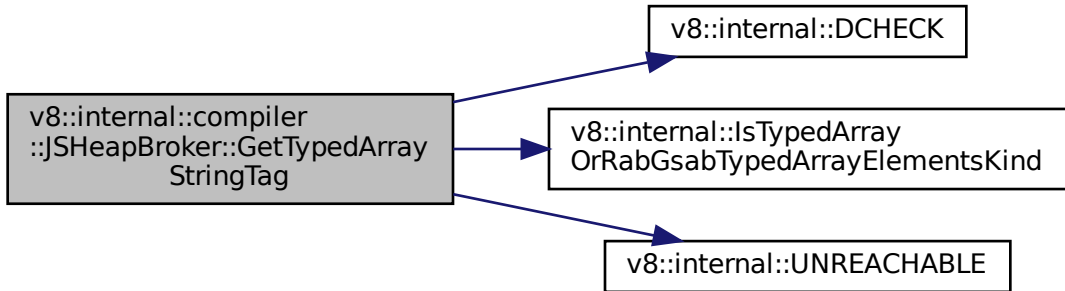 v8::internal::compiler
::JSHeapBroker::GetTypedArray
StringTag
v8::internal::DCHECK
v8::internal::IsTypedArray
OrRabGsabTypedArrayElementsKind
v8::internal::UNREACHABLE